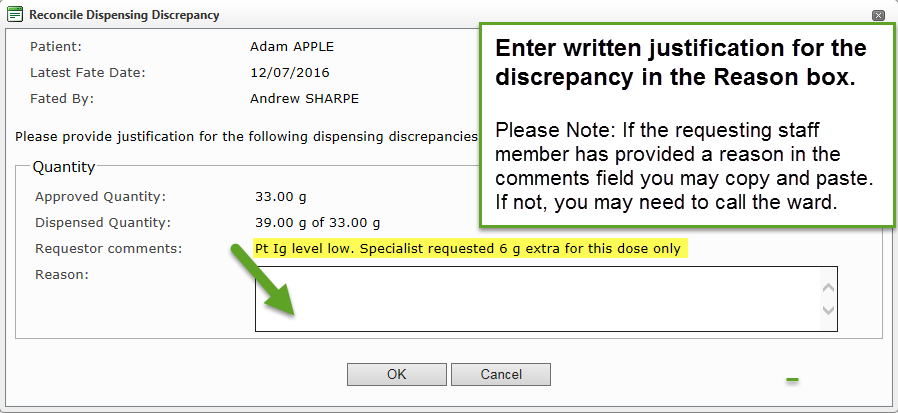 Reconcile Dispensing Discrepancy
Patient: Adam APPLE
Latest Fate Date: 12/07/2016
Fated By: Andrew SHARPE
Please provide justification for the following dispensing discrepancies
Quantity
Approved Quantity: 33.00 g
Dispensed Quantity: 39.00 g of 33.00 g
Requestor comments: Pt Ig level low. Specialist requested 6 g extra for this dose only
Reason:
OK Cancel
Enter written justification for the
discrepancy in the Reason box.
Please Note: If the requesting staff
member has provided a reason in the
comments field you may copy and paste.
If not, you may need to call the ward.